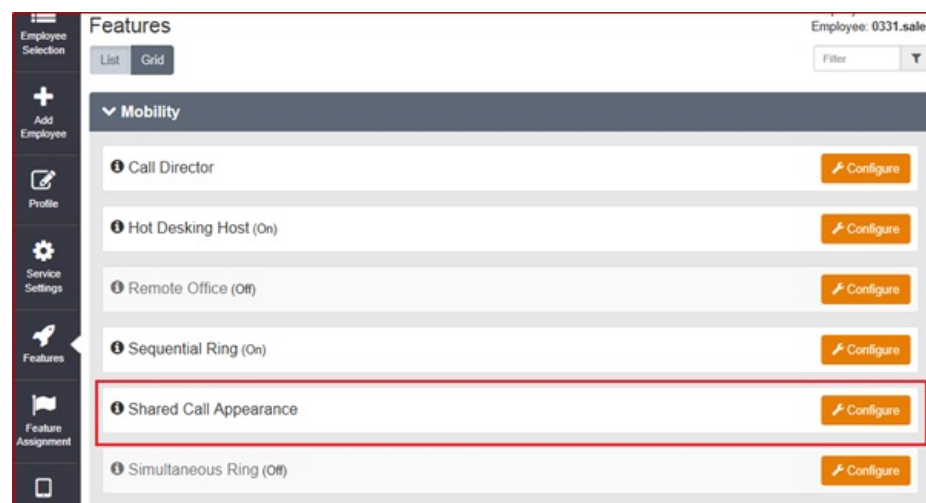 Employee
Selection
Add
Employee
Profile
Service
Settings
Features
Feature
Assignment
Features
Employee: 0331.sale
List Grid
Filter
Mobility
Call Director
Configure
Hot Desking Host (On)
Configure
Remote Office (Off)
Configure
Sequential Ring (On)
Configure
Shared Call Appearance
Configure
Simultaneous Ring (Off)
Configure